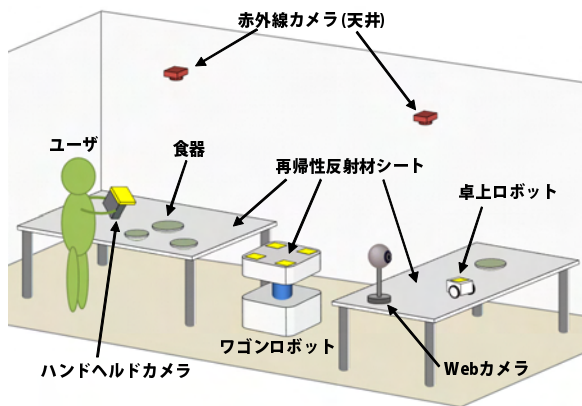 赤外線カメラ(天井)
ユーザ
食器
再帰性反射材シート
卓上ロボット
ワゴンロボット
ハンドヘルドカメラ
Webカメラ